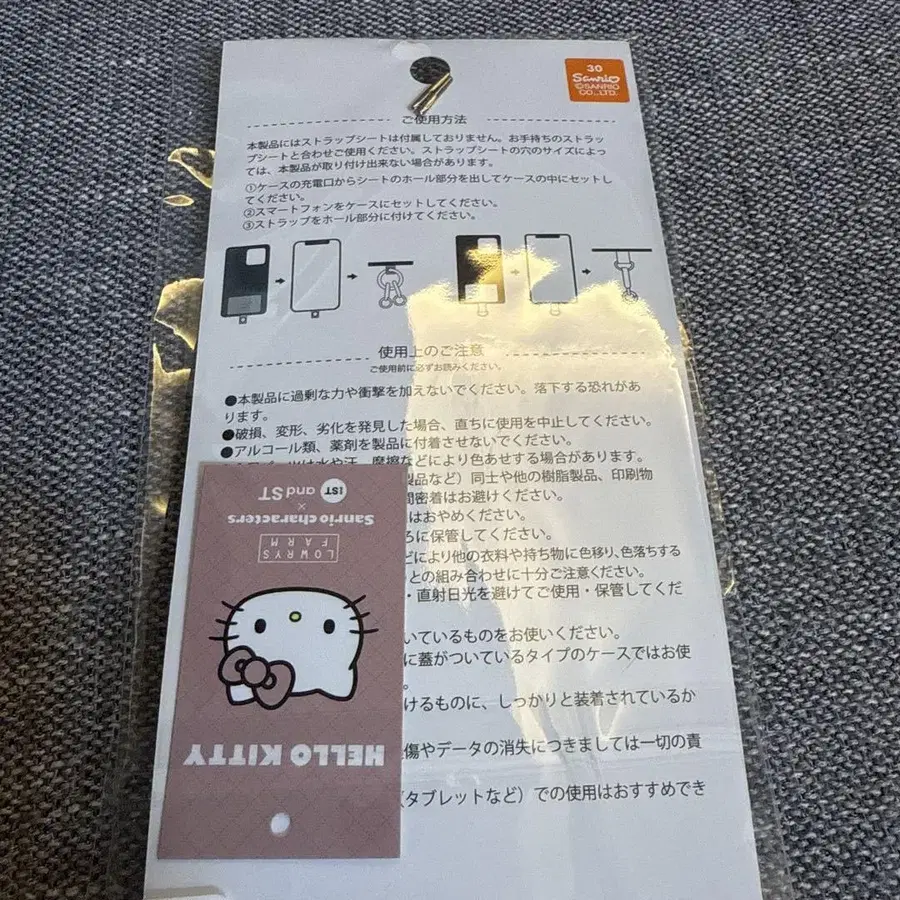 30
Sanrio
©SANRIO
CO.,LTD.
ご使用方法
本製品にはストラップシートは付属しておりません。お手持ちのストラッ
プシートと合わせご使用ください。ストラップシートの穴のサイズによっ
ては、本製品が取り付け出来ない場合があります。
①ケースの充電口からシートのホール部分を出してケースの中にセットし
てください。
②スマートフォンをケースにセットしてください。
③ストラップをホール部分に付けてください。
使用上のご注意
ご使用前に必ずお読みください。
●本製品に過剰な力や衝撃を加えないでください。落下する恐れがあ
ります。
●破損、変形、劣化を発見した場合、直ちに使用を中止してください。
●アルコール類、薬剤を製品に付着させないでください。
は水や汗、摩擦などにより色あせする場合があります。
製品など）同士や他の樹脂製品、印刷物
間密着はお避けください。
はおやめください。
ろに保管してください。
どにより他の衣料や持ち物に色移り、色落ちする
との組み合わせに十分ご注意ください。
・直射日光を避けてご使用・保管してくだ
いているものをお使いください。
に蓋がついているタイプのケースではお使
。
けるものに、しっかりと装着されているか
傷やデータの消失につきましては一切の責
（タブレットなど）での使用はおすすめでき
HELLO KITTY
LOWRYS
FARM
Sanrio characters
×
IST and ST